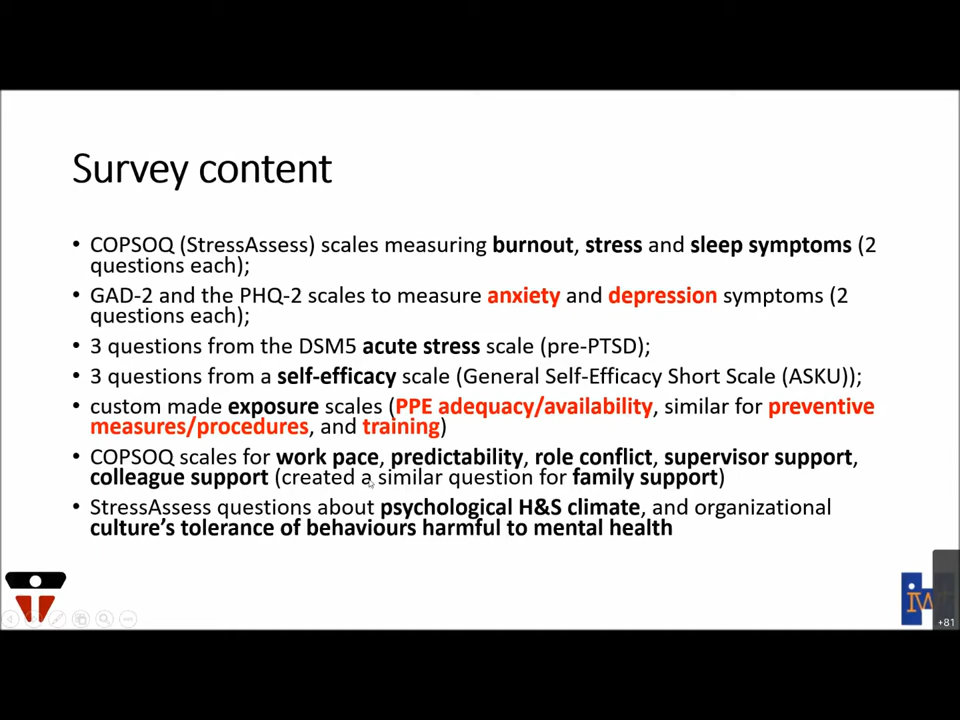 Survey content
• COPSOQ (StressAssess) scales measuring burnout, stress and sleep symptoms (2
questions each);
• GAD-2 and the PHQ-2 scales to measure anxiety and depression symptoms (2
questions each);
• 3 questions from the DSM5 acute stress scale (pre-PTSD);
• 3 questions from a self-efficacy scale (General Self-Efficacy Short Scale (ASKU));
• custom made exposure scales (PPE adequacy/availability, similar for preventive
measures/procedures, and training)
• COPSOQ scales for work pace, predictability, role conflict, supervisor support,
colleague support (created a similar question for family support)
• StressAssess questions about psychological H&S climate, and organizational
culture's tolerance of behaviours harmful to mental health
+81